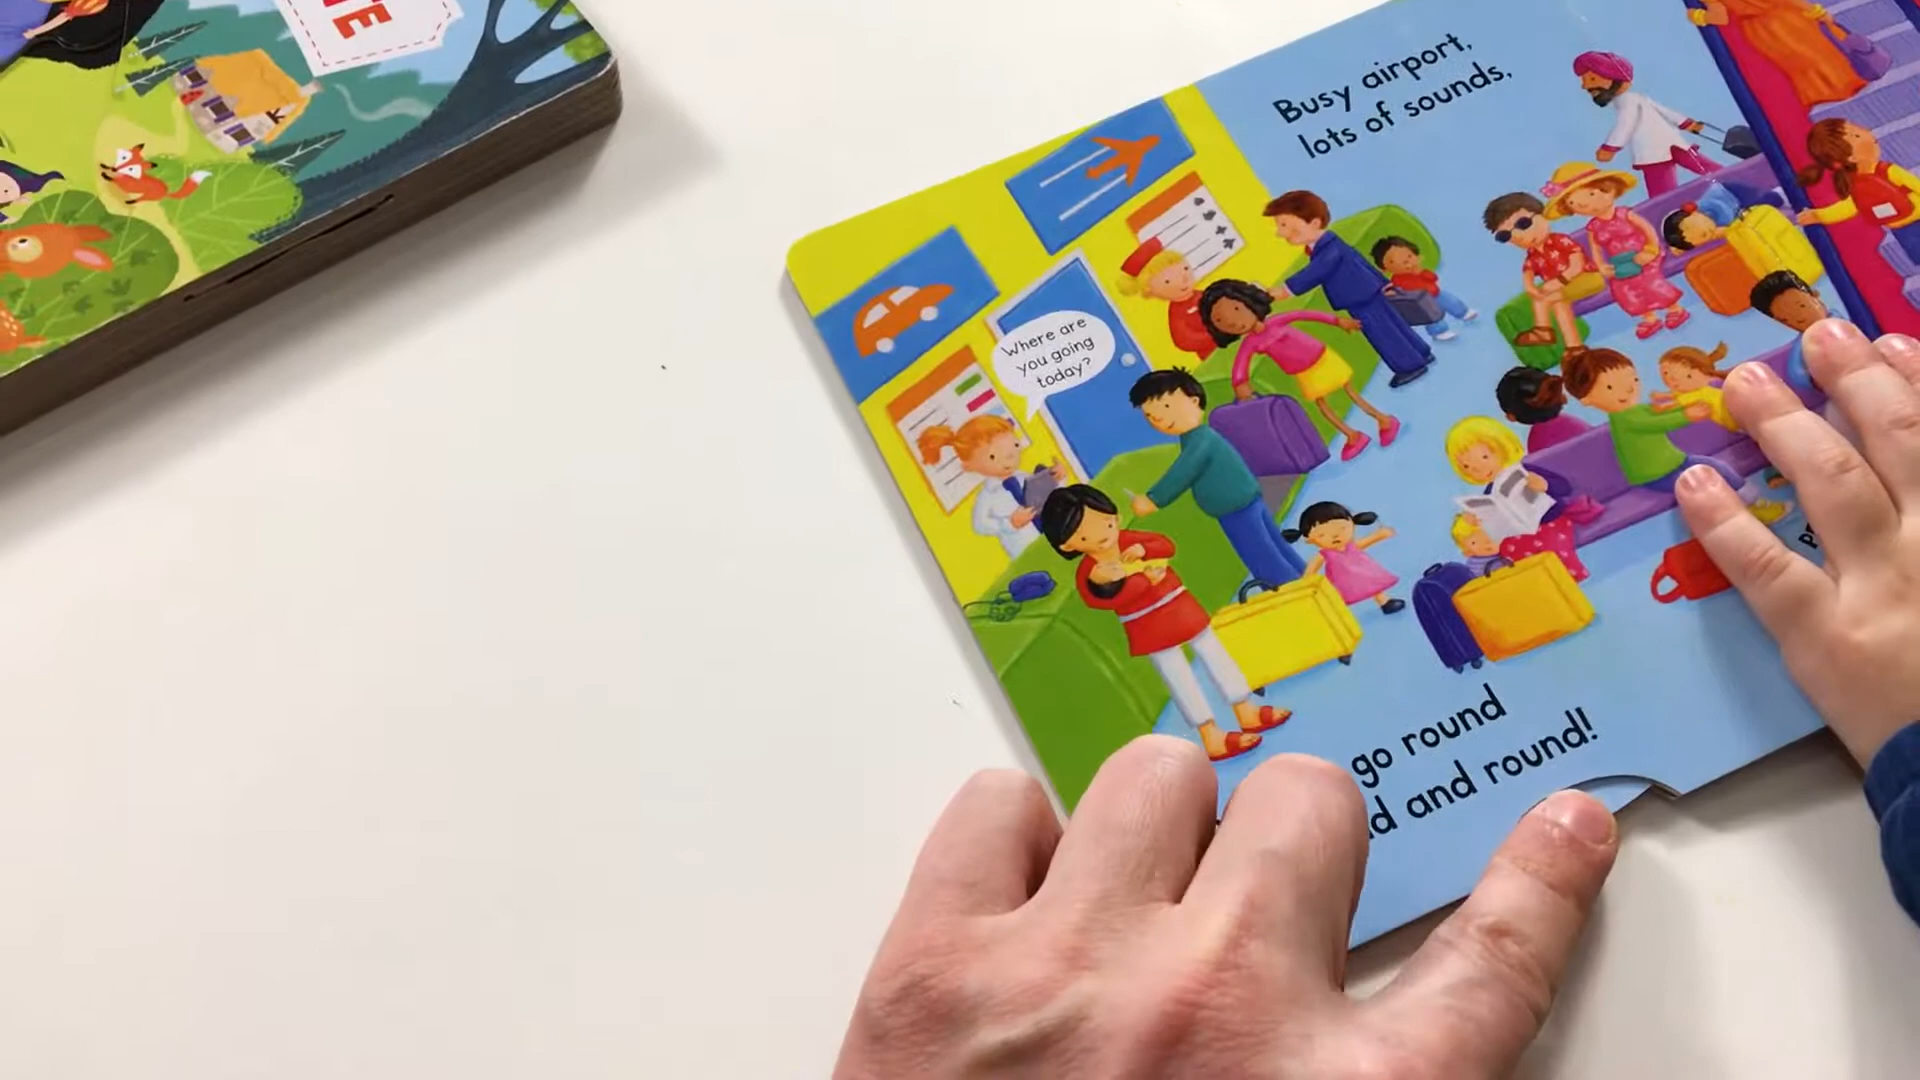 Busy airport,
lots of sounds,
Where are
you going
today?
go round
and round!